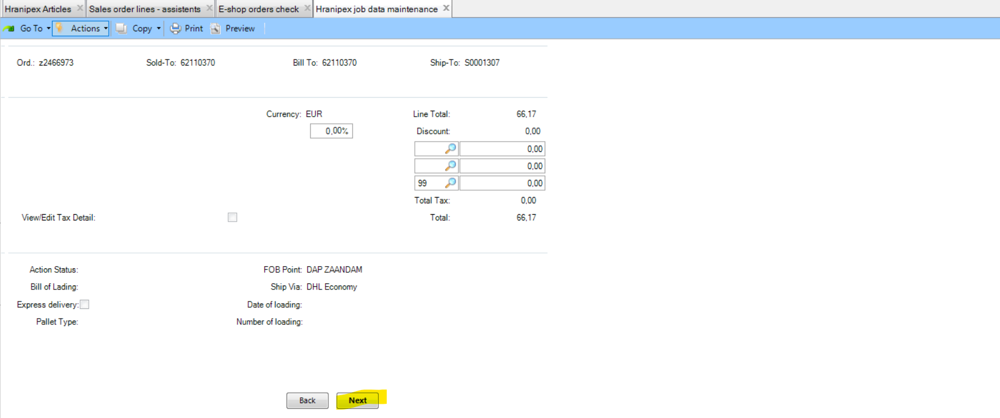 Hranipex Articles Sales order lines - assistents E-shop orders check Hranipex job data maintenance
Go To Actions Copy Print Preview
Ord.: z2466973 Sold-To: 62110370 Bill To: 62110370 Ship-To: S0001307
Currency: EUR Line Total: 66,17
0,00% Discount: 0,00
0,00
0,00
99 0,00
Total Tax: 0,00
View/Edit Tax Detail: Total: 66,17
Action Status: FOB Point: DAP ZAANDAM
Bill of Lading: Ship Via: DHL Economy
Express delivery: Date of loading:
Pallet Type: Number of loading:
Back Next